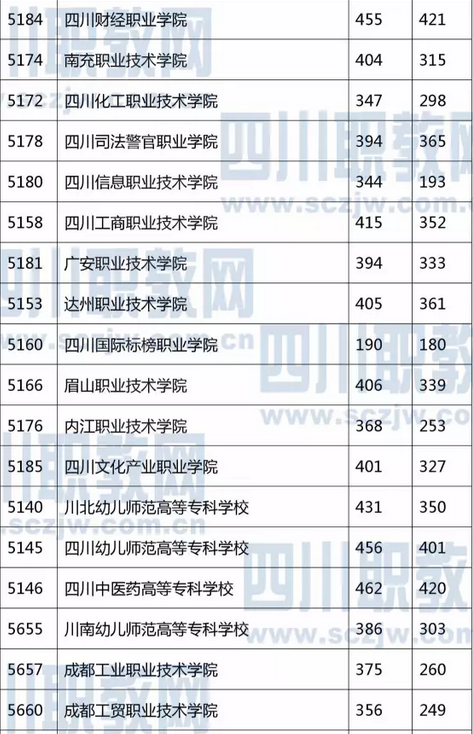 5184 四川财经职业学院 455 421
5174 南充职业技术学院 404 315
5172 四川化工职业技术学院 347 298
5178 四川司法警官职业学院 394 365
5180 四川信息职业技术学院 344 193
5158 四川工商职业技术学院 415 352
5181 广安职业技术学院 394 333
5153 达州职业技术学院 405 361
5160 四川国际标榜职业学院 190 180
5166 眉山职业技术学院 406 339
5176 内江职业技术学院 368 253
5185 四川文化产业职业学院 401 327
5140 川北幼儿师范高等专科学校 431 350
5145 四川幼儿师范高等专科学校 456 401
5146 四川中医药高等专科学校 462 420
5655 川南幼儿师范高等专科学校 386 303
5657 成都工业职业技术学院 375 260
5660 成都工贸职业技术学院 356 249
四川职教网
www.sczjw.com.cn